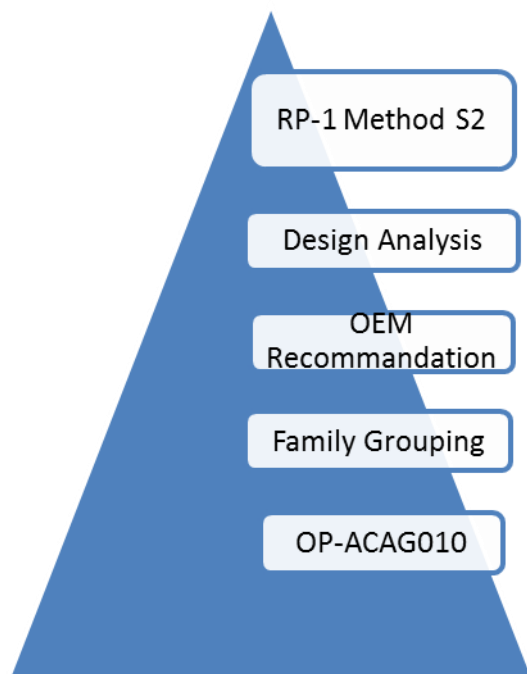 RP-1 Method S2
Design Analysis
OEM
Recommandation
Family Grouping
OP-ACAG010